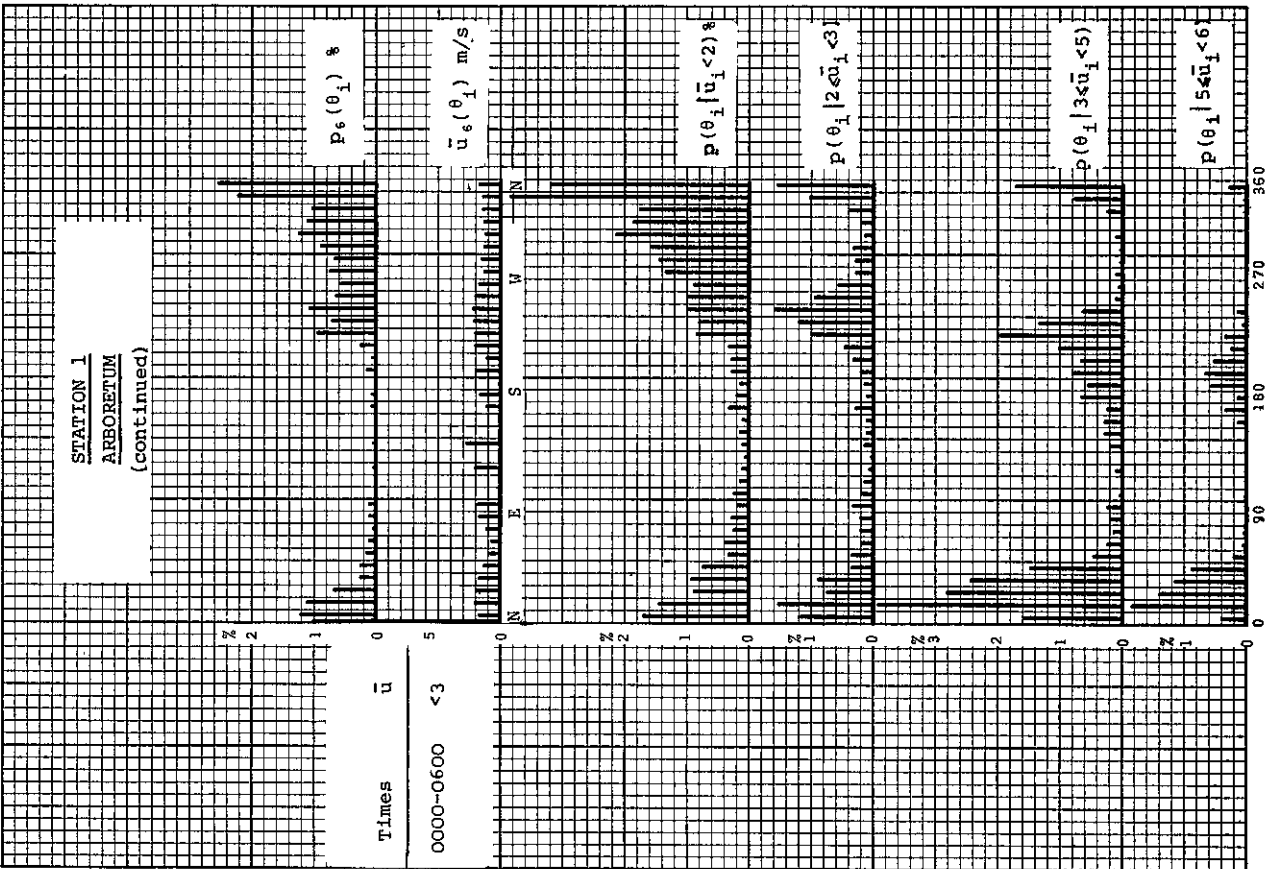 STATION 1
ARBORETUM
(continued)
Times ū
0000-0600 <3
p₆(θᵢ) %
% 2 1 0
ū₆(θᵢ) m/s
5 0
N E S W N
p(θᵢ|ūᵢ<2)%
% 2 1 0
p(θᵢ|2≤ūᵢ<3)
% 1 0
p(θᵢ|3≤ūᵢ<5)
% 3 2 1 0
p(θᵢ|5≤ūᵢ<6)
% 1 0
0 90 180 270 360